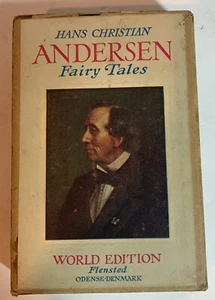 HANS CHRISTIAN
ANDERSEN
Fairy Tales
WORLD EDITION
Flensted
ODENSE·DENMARK